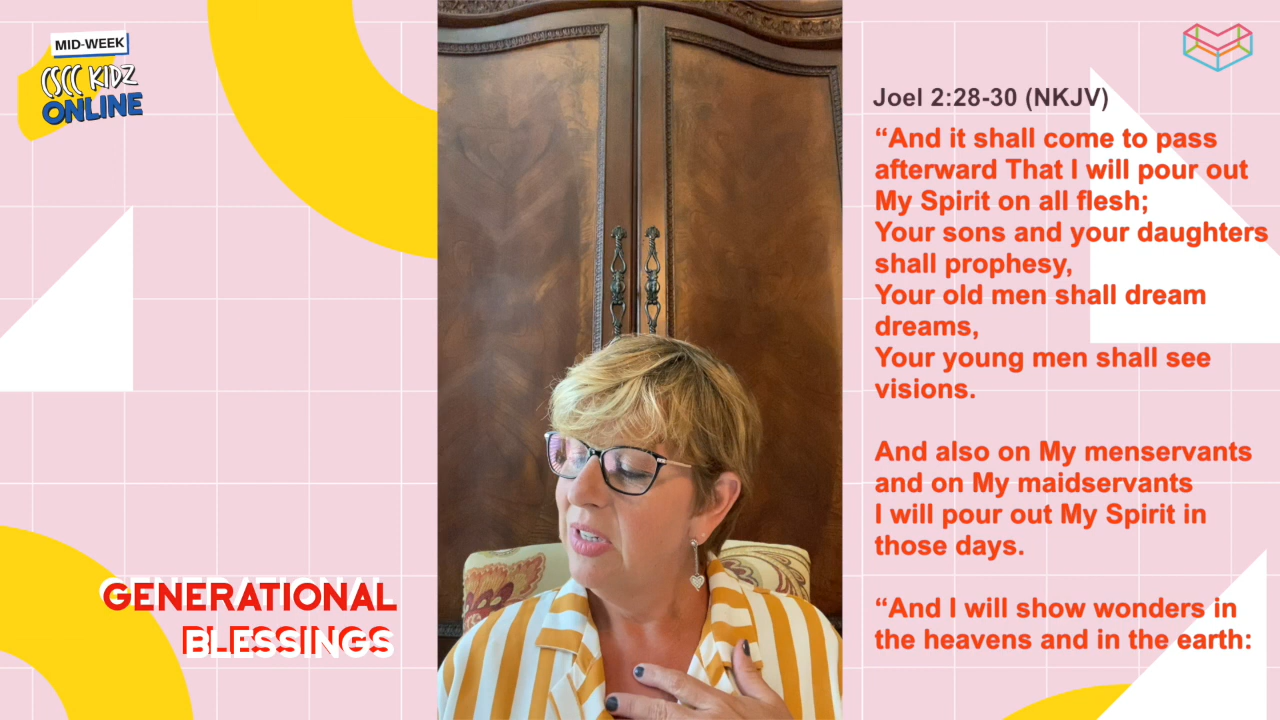 MID-WEEK
CSCC KIDZ
ONLINE
GENERATIONAL
BLESSINGS
Joel 2:28-30 (NKJV)
“And it shall come to pass
afterward That I will pour out
My Spirit on all flesh;
Your sons and your daughters
shall prophesy,
Your old men shall dream
dreams,
Your young men shall see
visions.
And also on My menservants
and on My maidservants
I will pour out My Spirit in
those days.
“And I will show wonders in
the heavens and in the earth: